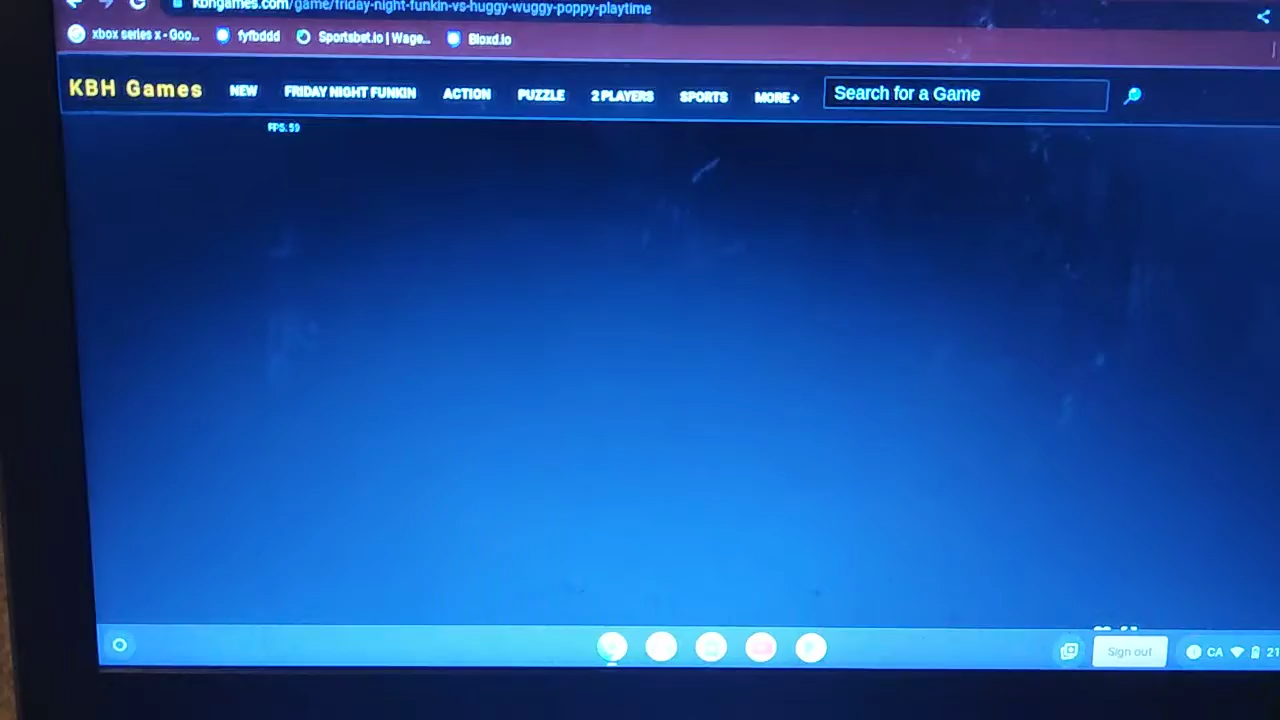 kbhgames.com/game/friday-night-funkin-vs-huggy-wuggy-poppy-playtime
xbox series x - Goo... fyfbddd Sportsbet.io | Wage... Bloxd.io
KBH Games NEW FRIDAY NIGHT FUNKIN ACTION PUZZLE 2 PLAYERS SPORTS MORE+ Search for a Game
FPS: 59
Sign out CA 21